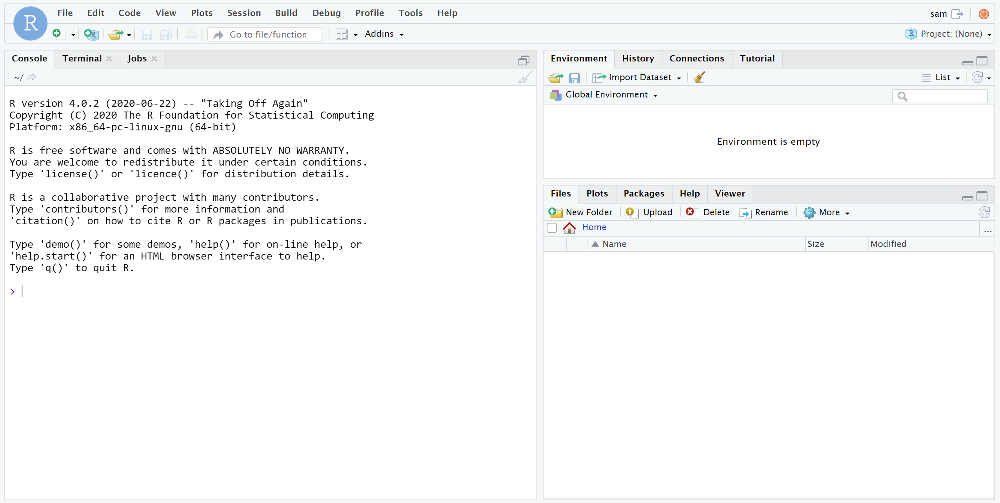 R
File Edit Code View Plots Session Build Debug Profile Tools Help
sam
Go to file/function
Addins
Project: (None)
Console Terminal Jobs
~/
R version 4.0.2 (2020-06-22) -- "Taking Off Again"
Copyright (C) 2020 The R Foundation for Statistical Computing
Platform: x86_64-pc-linux-gnu (64-bit)
R is free software and comes with ABSOLUTELY NO WARRANTY.
You are welcome to redistribute it under certain conditions.
Type 'license()' or 'licence()' for distribution details.
R is a collaborative project with many contributors.
Type 'contributors()' for more information and
'citation()' on how to cite R or R packages in publications.
Type 'demo()' for some demos, 'help()' for on-line help, or
'help.start()' for an HTML browser interface to help.
Type 'q()' to quit R.
>
Environment History Connections Tutorial
Import Dataset
List
Global Environment
Environment is empty
Files Plots Packages Help Viewer
New Folder Upload Delete Rename More
Home
...
Name Size Modified